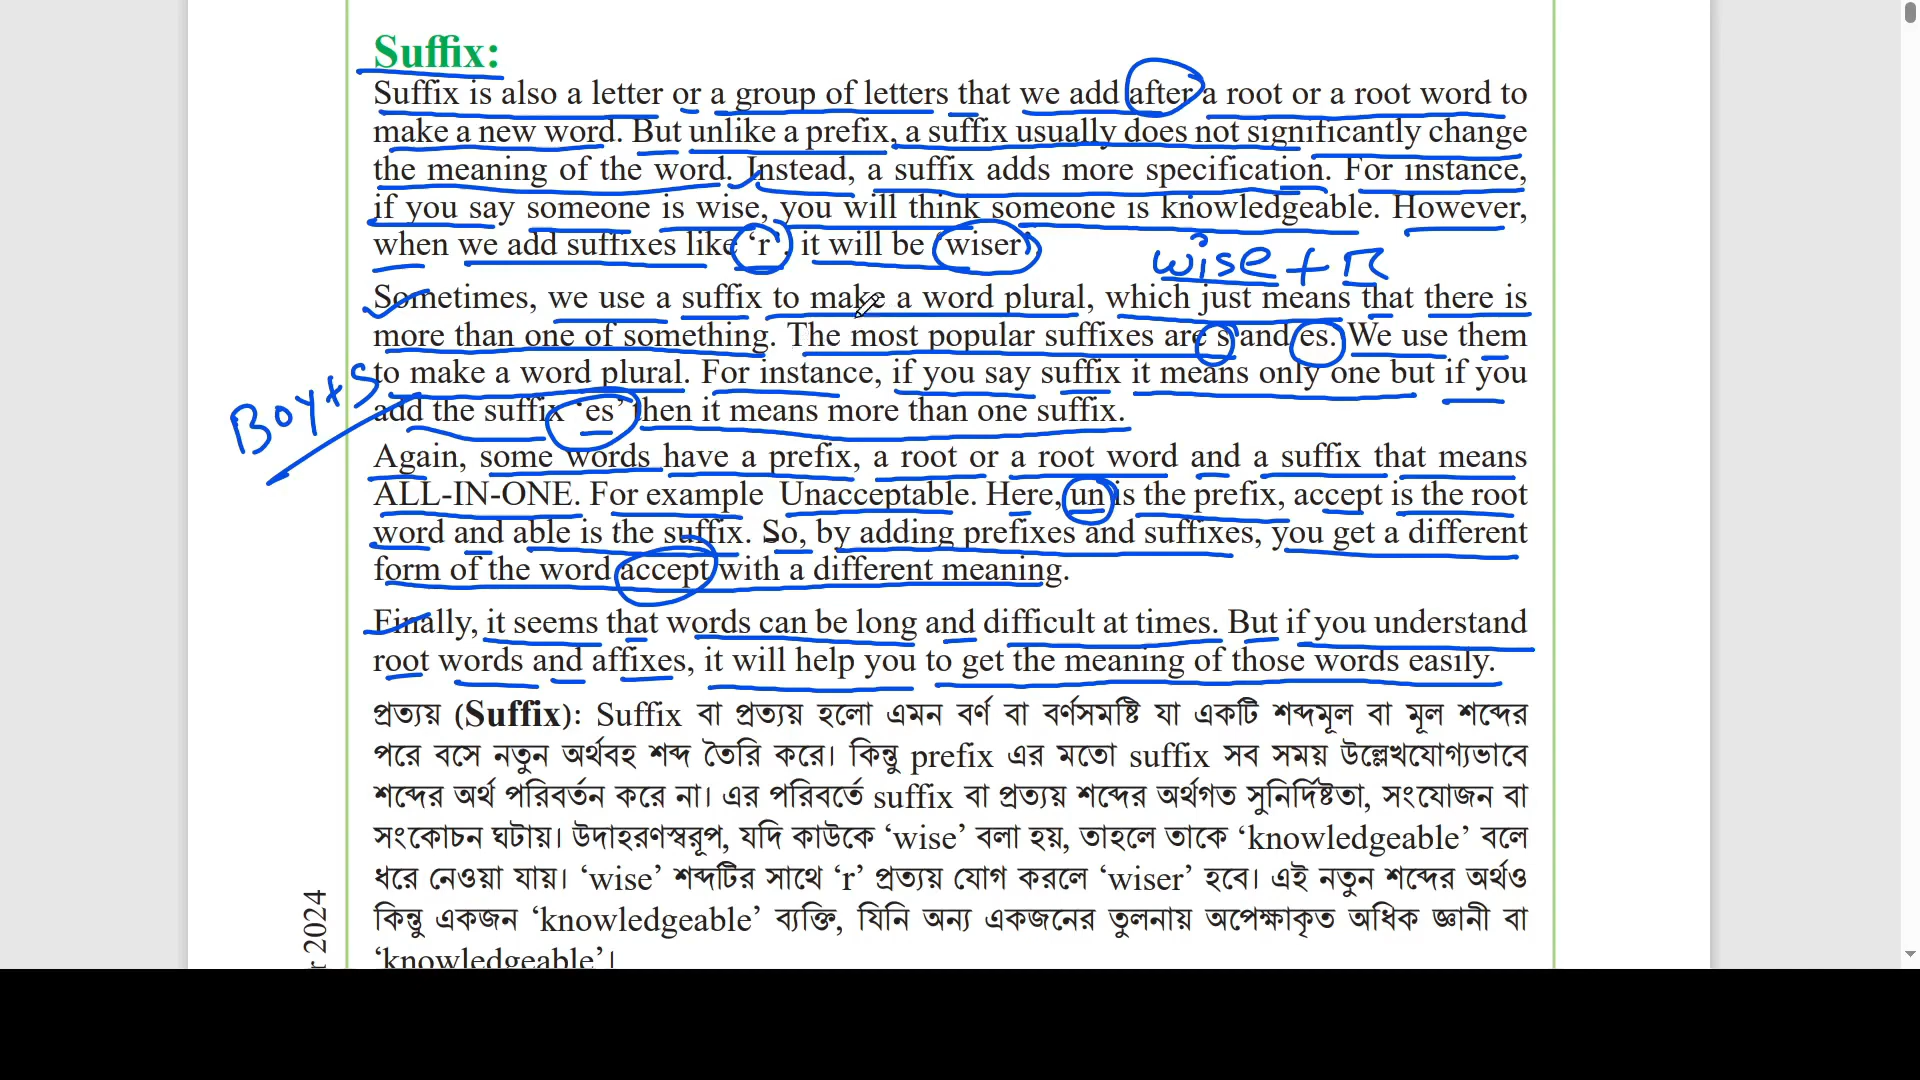 Suffix:
Suffix is also a letter or a group of letters that we add after a root or a root word to
make a new word. But unlike a prefix, a suffix usually does not significantly change
the meaning of the word. Instead, a suffix adds more specification. For instance,
if you say someone is wise, you will think someone is knowledgeable. However,
when we add suffixes like ‘r’, it will be ‘wiser’
wise + R
Sometimes, we use a suffix to make a word plural, which just means that there is
more than one of something. The most popular suffixes are s and es. We use them
to make a word plural. For instance, if you say suffix it means only one but if you
Boy+S
add the suffix ‘es’ then it means more than one suffix.
Again, some words have a prefix, a root or a root word and a suffix that means
ALL-IN-ONE. For example Unacceptable. Here, un is the prefix, accept is the root
word and able is the suffix. So, by adding prefixes and suffixes, you get a different
form of the word accept with a different meaning.
Finally, it seems that words can be long and difficult at times. But if you understand
root words and affixes, it will help you to get the meaning of those words easily.
প্রত্যয় (Suffix): Suffix বা প্রত্যয় হলো এমন বর্ণ বা বর্ণসমষ্টি যা একটি শব্দমূল বা মূল শব্দের
পরে বসে নতুন অর্থবহ শব্দ তৈরি করে। কিন্তু prefix এর মতো suffix সব সময় উল্লেখযোগ্যভাবে
শব্দের অর্থ পরিবর্তন করে না। এর পরিবর্তে suffix বা প্রত্যয় শব্দের অর্থগত সুনির্দিষ্টতা, সংযোজন বা
সংকোচন ঘটায়। উদাহরণস্বরূপ, যদি কাউকে ‘wise’ বলা হয়, তাহলে তাকে ‘knowledgeable’ বলে
ধরে নেওয়া যায়। ‘wise’ শব্দটির সাথে ‘r’ প্রত্যয় যোগ করলে ‘wiser’ হবে। এই নতুন শব্দের অর্থও
কিন্তু একজন ‘knowledgeable’ ব্যক্তি, যিনি অন্য একজনের তুলনায় অপেক্ষাকৃত অধিক জ্ঞানী বা
‘knowledgeable’।
r 2024